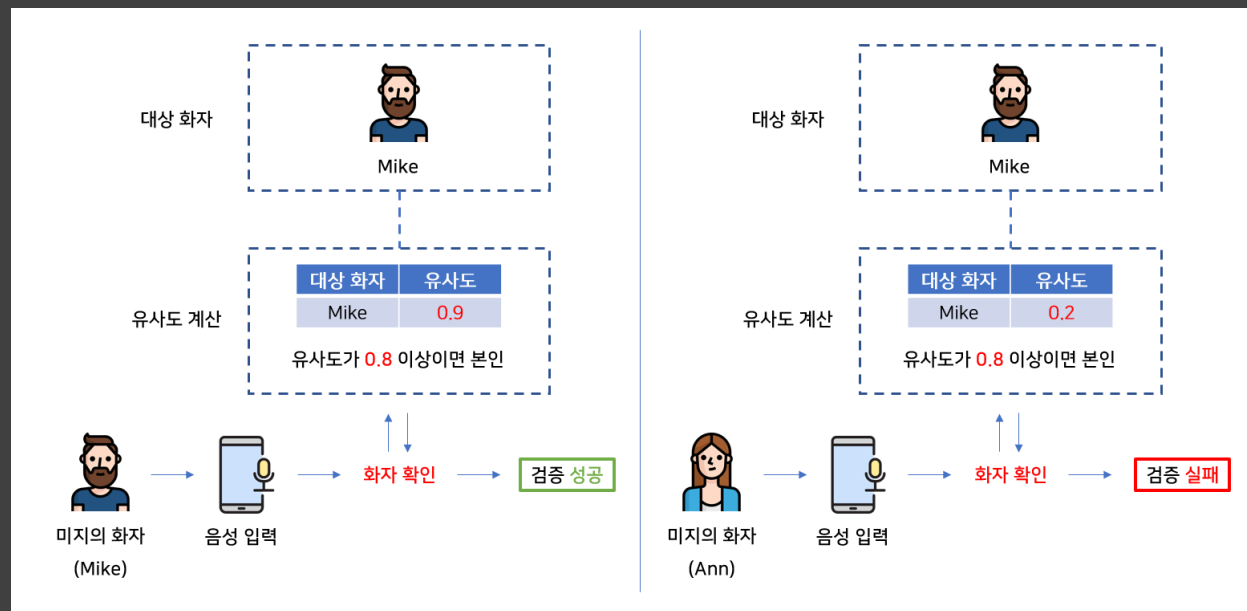 대상 화자
Mike
유사도 계산
대상 화자 유사도
Mike 0.9
유사도가 0.8 이상이면 본인
화자 확인
검증 성공
미지의 화자
(Mike)
음성 입력
대상 화자
Mike
유사도 계산
대상 화자 유사도
Mike 0.2
유사도가 0.8 이상이면 본인
화자 확인
검증 실패
미지의 화자
(Ann)
음성 입력